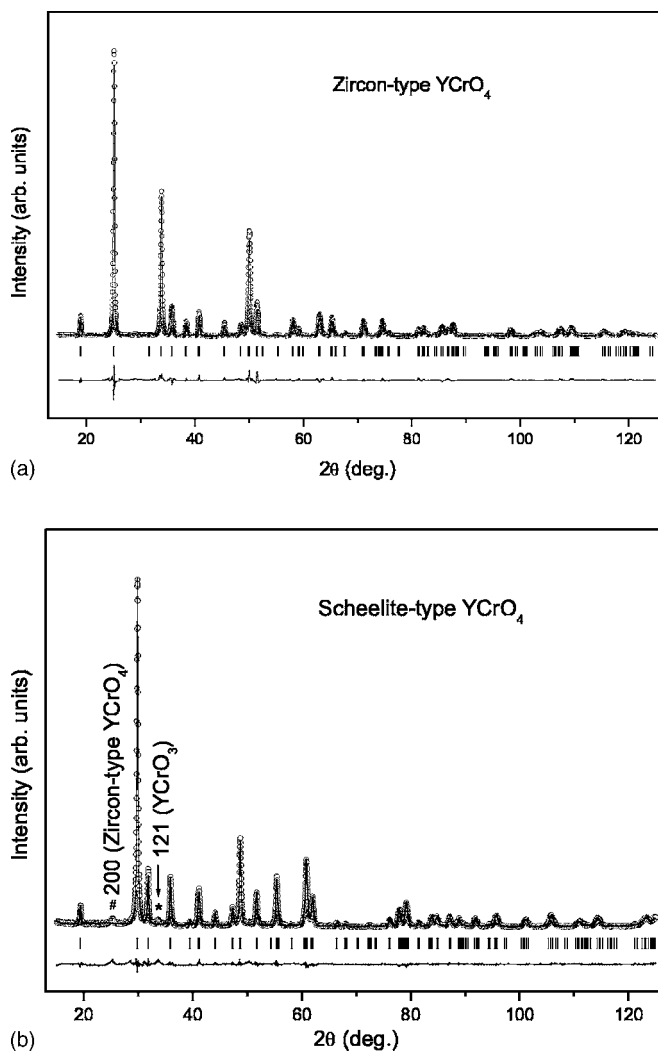 Zircon-type YCrO₄
Intensity (arb. units)
20 40 60 80 100 120
2θ (deg.)
(a)
Scheelite-type YCrO₄
Intensity (arb. units)
# 200 (Zircon-type YCrO₄)
* 121 (YCrO₃)
20 40 60 80 100 120
2θ (deg.)
(b)